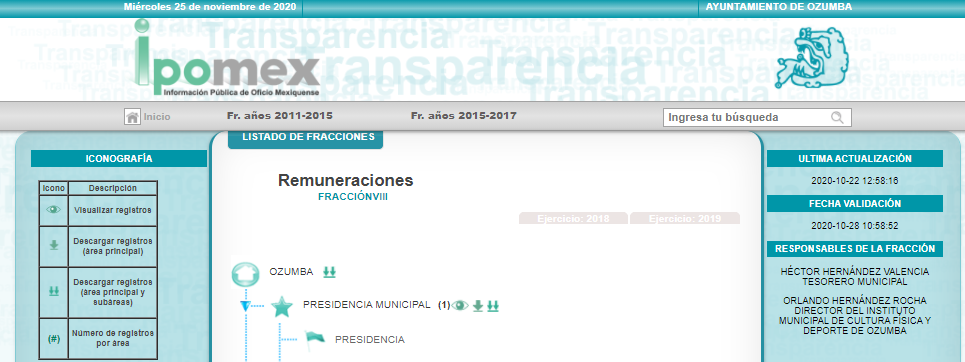 Miércoles 25 de noviembre de 2020
AYUNTAMIENTO DE OZUMBA
Transparencia
ipomex
Información Pública de Oficio Mexiquense
Inicio
Fr. años 2011-2015
Fr. años 2015-2017
Ingresa tu búsqueda
ICONOGRAFÍA
Icono Descripción
Visualizar registros
Descargar registros
(área principal)
Descargar registros
(área principal y
subáreas)
(#) Número de registros
por área
LISTADO DE FRACCIONES
Remuneraciones
FRACCIÓNVIII
Ejercicio: 2018
Ejercicio: 2019
OZUMBA
PRESIDENCIA MUNICIPAL (1)
PRESIDENCIA
ULTIMA ACTUALIZACIÓN
2020-10-22 12:58:16
FECHA VALIDACIÓN
2020-10-28 10:58:52
RESPONSABLES DE LA FRACCIÓN
HÉCTOR HERNÁNDEZ VALENCIA
TESORERO MUNICIPAL
ORLANDO HERNÁNDEZ ROCHA
DIRECTOR DEL INSTITUTO
MUNICIPAL DE CULTURA FÍSICA Y
DEPORTE DE OZUMBA